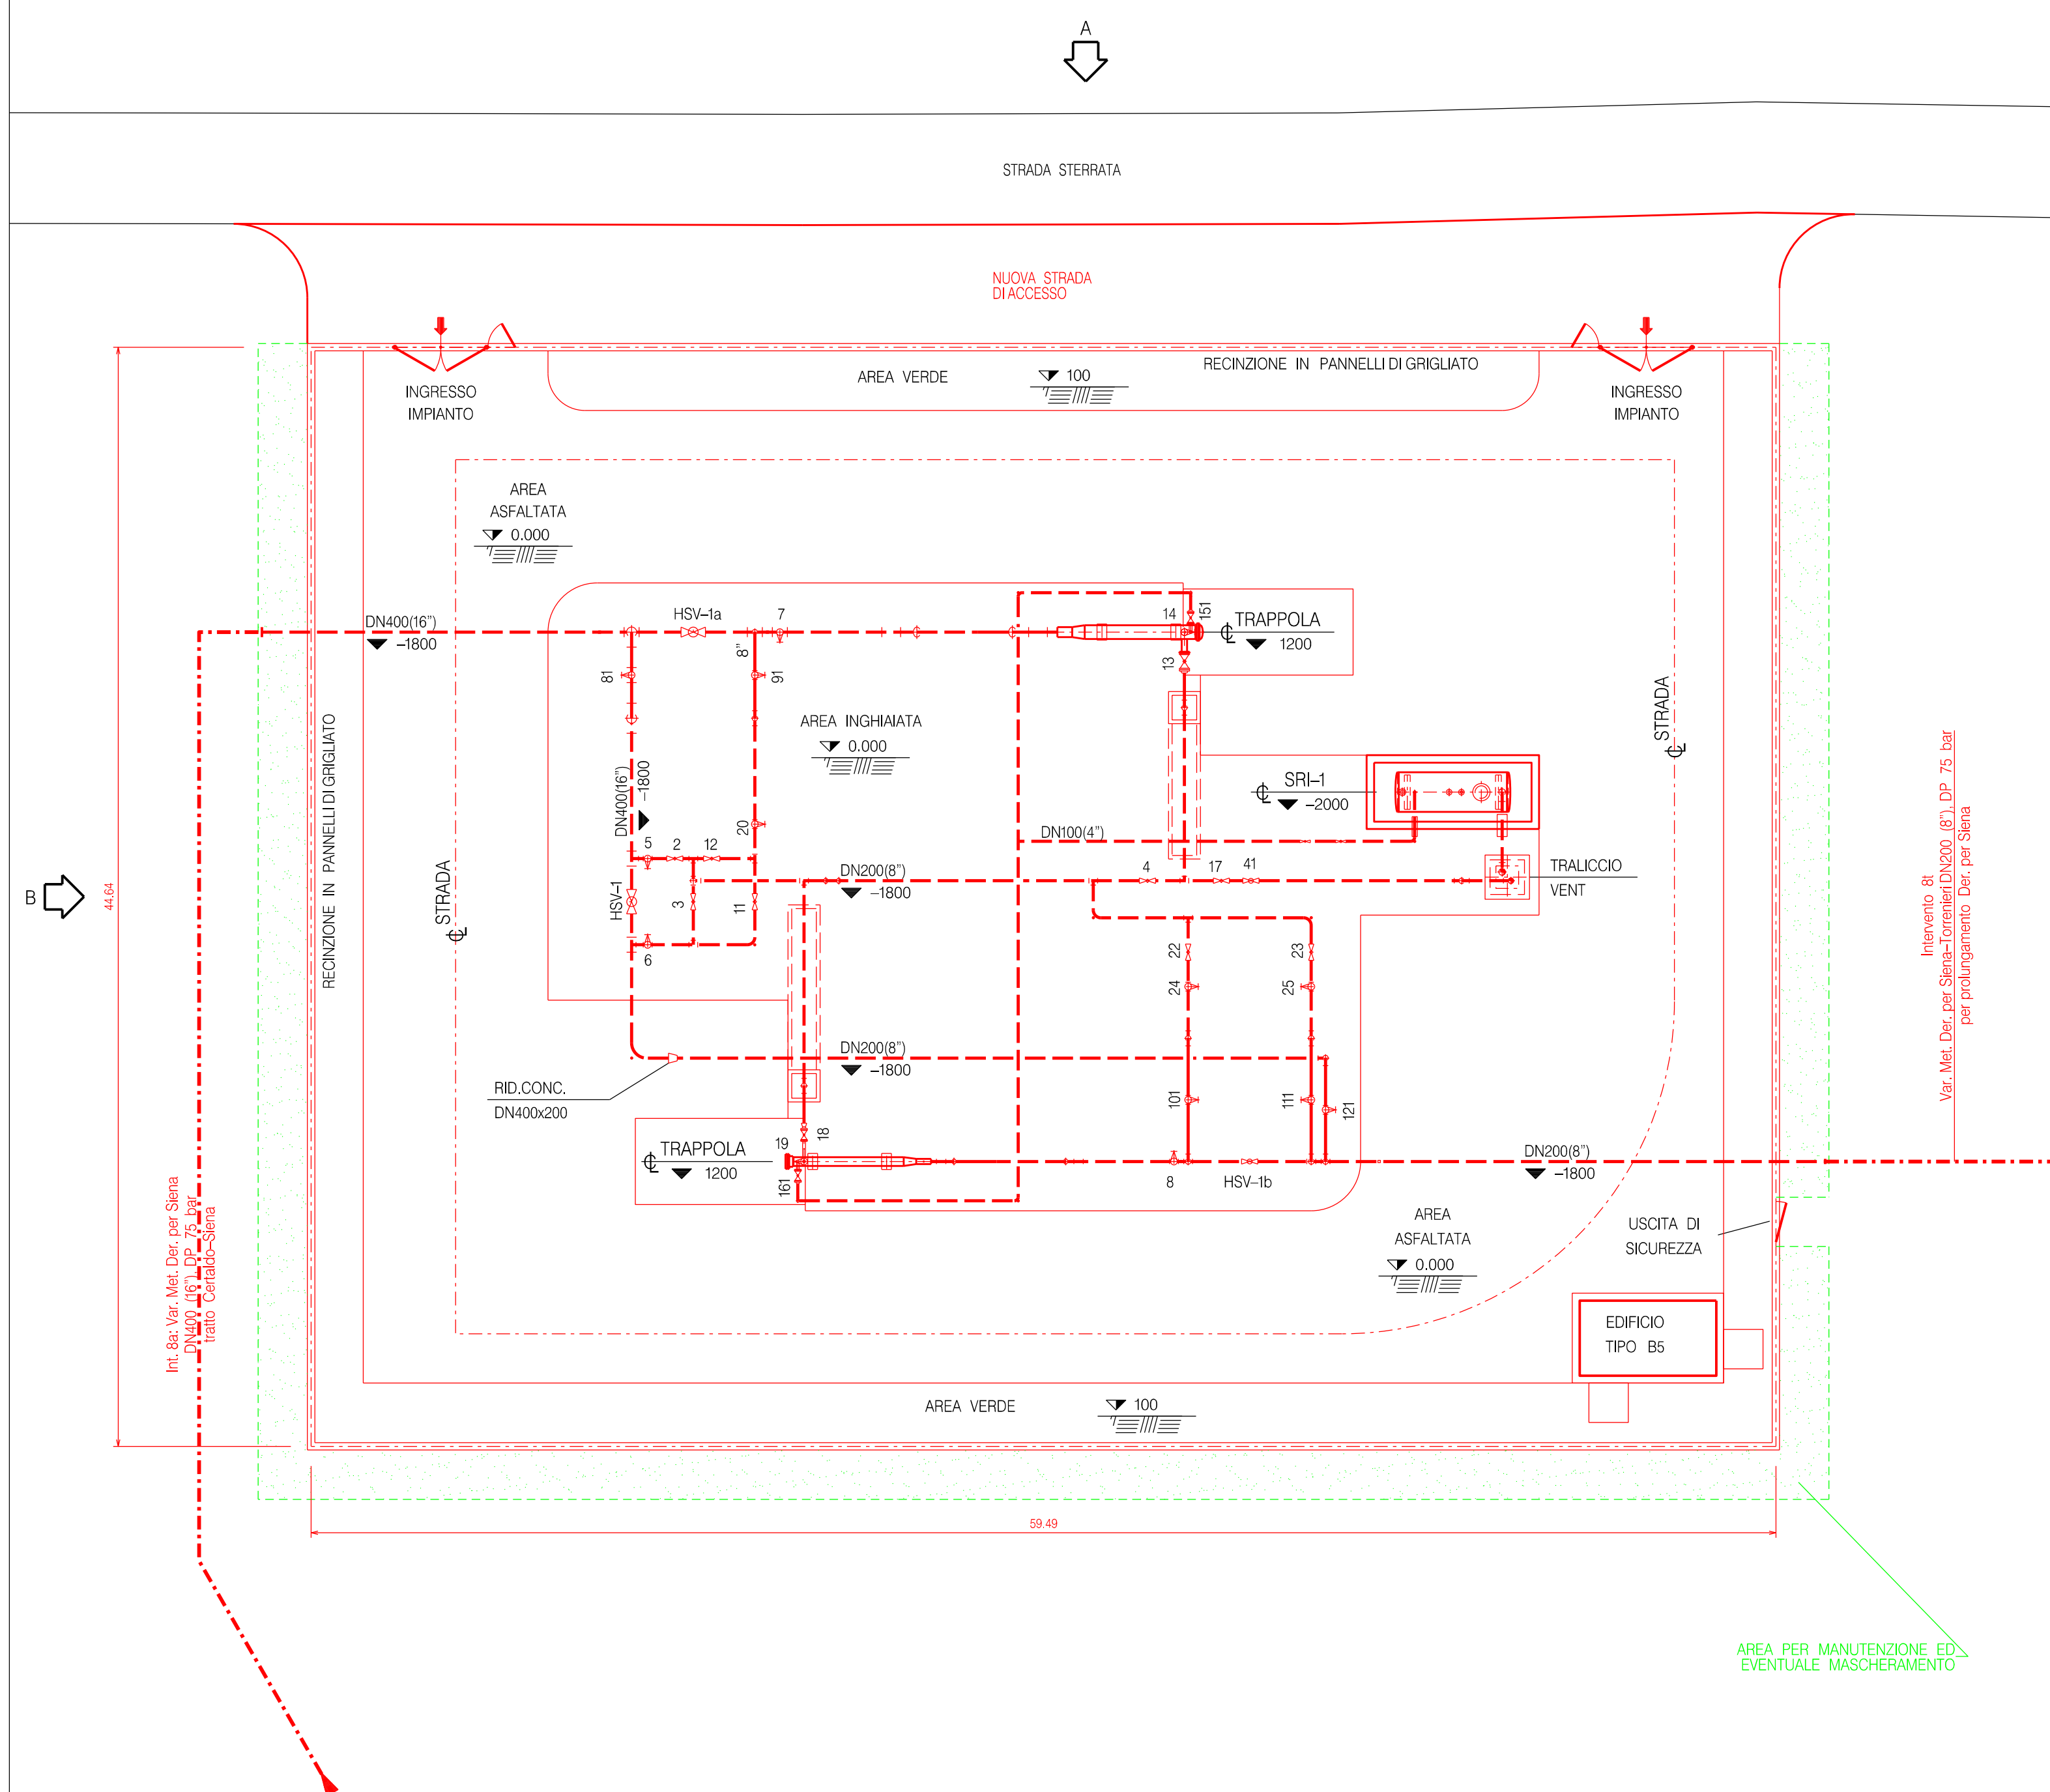 A
STRADA STERRATA
NUOVA STRADA
DI ACCESSO
INGRESSO
IMPIANTO
AREA VERDE
100
RECINZIONE IN PANNELLI DI GRIGLIATO
INGRESSO
IMPIANTO
AREA
ASFALTATA
0.000
DN400(16")
-1800
HSV-1a
7
8"
81
91
14
151
13
TRAPPOLA
1200
STRADA
RECINZIONE IN PANNELLI DI GRIGLIATO
AREA INGHIAIATA
0.000
DN400(16")
-1800
SRI-1
-2000
20
DN100(4")
5
2
12
4
17
41
DN200(8")
-1800
TRALICCIO
VENT
B
44.64
STRADA
HSV-1
3
11
6
22
23
24
25
Intervento 8t
Var. Met. Der. per Siena-Torrenieri DN200 (8"), DP 75 bar
per prolungamento Der. per Siena
DN200(8")
-1800
RID.CONC.
DN400x200
101
111
121
18
19
TRAPPOLA
1200
161
8
HSV-1b
DN200(8")
-1800
Int. 8a: Var. Met. Der. per Siena
DN400 (16"), DP 75 bar
tratto Certaldo-Siena
AREA
ASFALTATA
0.000
USCITA DI
SICUREZZA
EDIFICIO
TIPO B5
AREA VERDE
100
59.49
AREA PER MANUTENZIONE ED
EVENTUALE MASCHERAMENTO